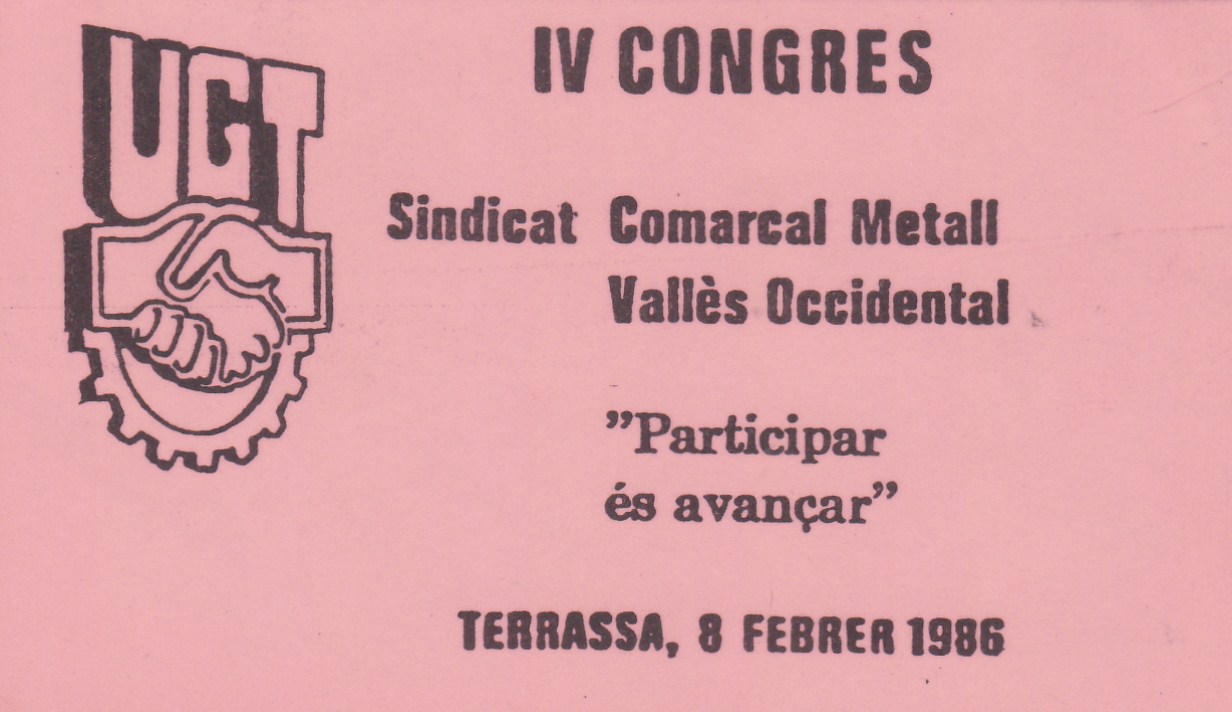 UGT
IV CONGRES
Sindicat Comarcal Metall
Vallès Occidental
”Participar
és avançar”
TERRASSA, 8 FEBRER 1986